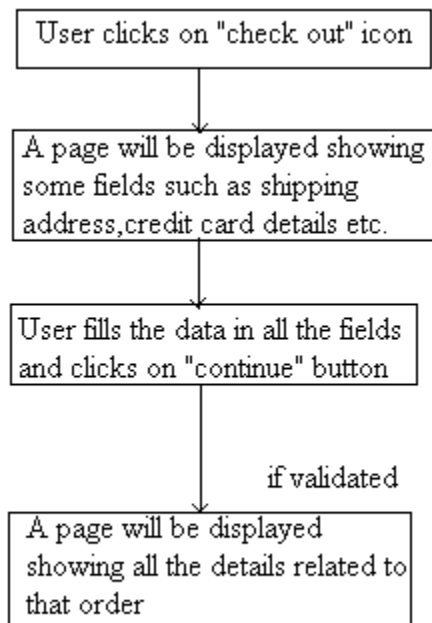 User clicks on "check out" icon
A page will be displayed showing
some fields such as shipping
address,credit card details etc.
User fills the data in all the fields
and clicks on "continue" button
if validated
A page will be displayed
showing all the details related to
that order